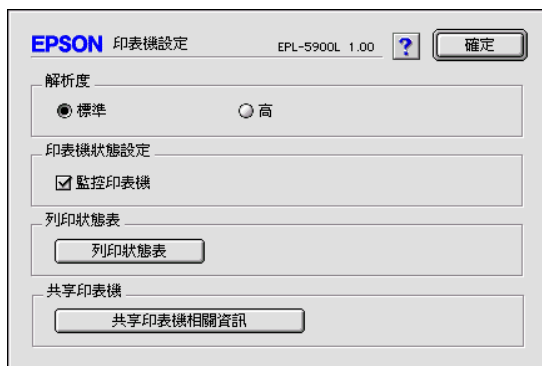 EPSON 印表機設定 EPL-5900L 1.00 ? 確定
解析度
標準 高
印表機狀態設定
監控印表機
列印狀態表
列印狀態表
共享印表機
共享印表機相關資訊